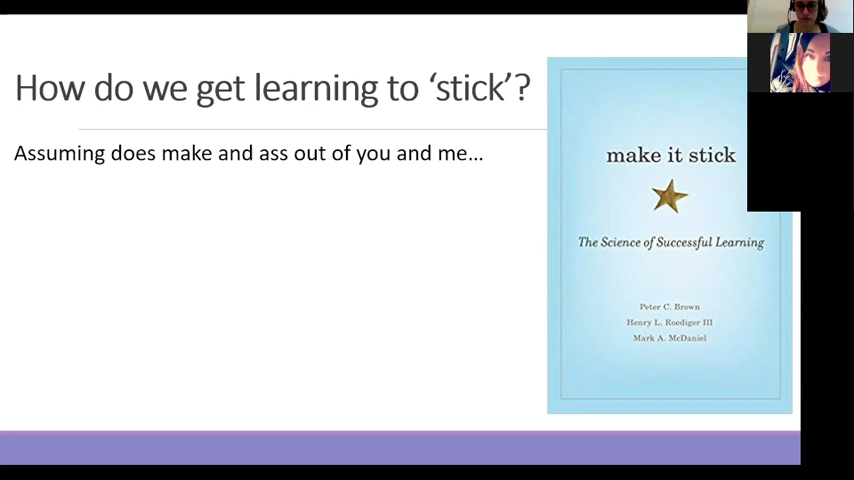 How do we get learning to ‘stick’?
Assuming does make and ass out of you and me...
make it stick
The Science of Successful Learning
Peter C. Brown
Henry L. Roediger III
Mark A. McDaniel